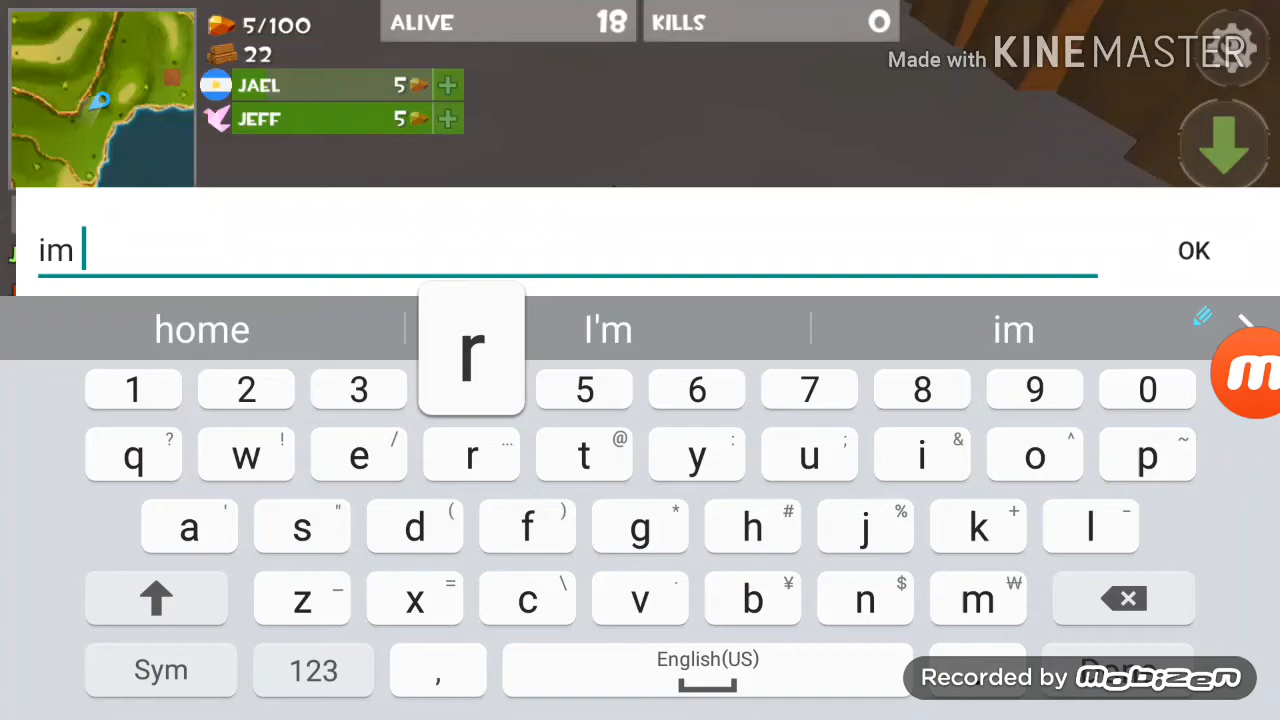 5/100
22
ALIVE 18 KILLS 0
Made with KINEMASTER
JAEL 5
JEFF 5
im
OK
home I'm im
r
1 2 3 5 6 7 8 9 0
q ? w ! e / r ... t @ y : u ; i & o ^ p ~
a ' s " d ( f ) g * h # j % k + l -
z _ x = c \ v . b ¥ n $ m ₩
Sym 123 , English(US)
Recorded by mobizen
m